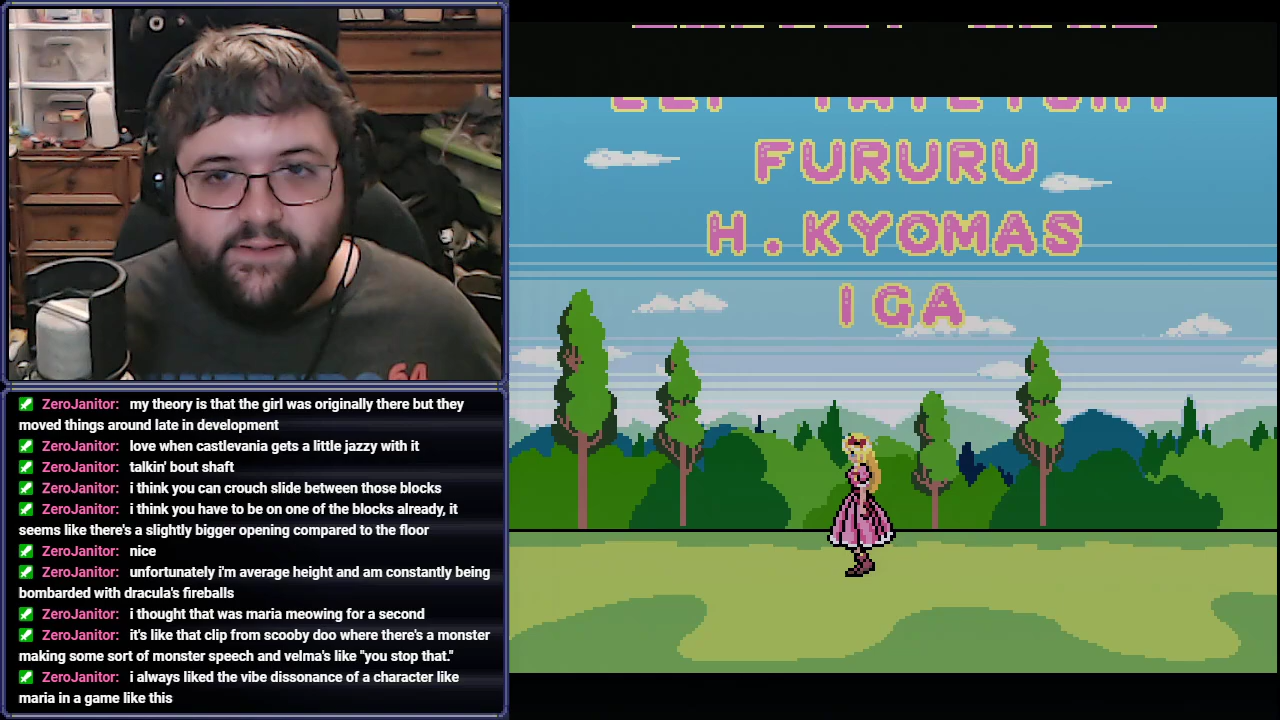 FURURU
H.KYOMAS
IGA
64
ZeroJanitor: my theory is that the girl was originally there but they
moved things around late in development
ZeroJanitor: love when castlevania gets a little jazzy with it
ZeroJanitor: talkin' bout shaft
ZeroJanitor: i think you can crouch slide between those blocks
ZeroJanitor: i think you have to be on one of the blocks already, it
seems like there's a slightly bigger opening compared to the floor
ZeroJanitor: nice
ZeroJanitor: unfortunately i'm average height and am constantly being
bombarded with dracula's fireballs
ZeroJanitor: i thought that was maria meowing for a second
ZeroJanitor: it's like that clip from scooby doo where there's a monster
making some sort of monster speech and velma's like "you stop that."
ZeroJanitor: i always liked the vibe dissonance of a character like
maria in a game like this